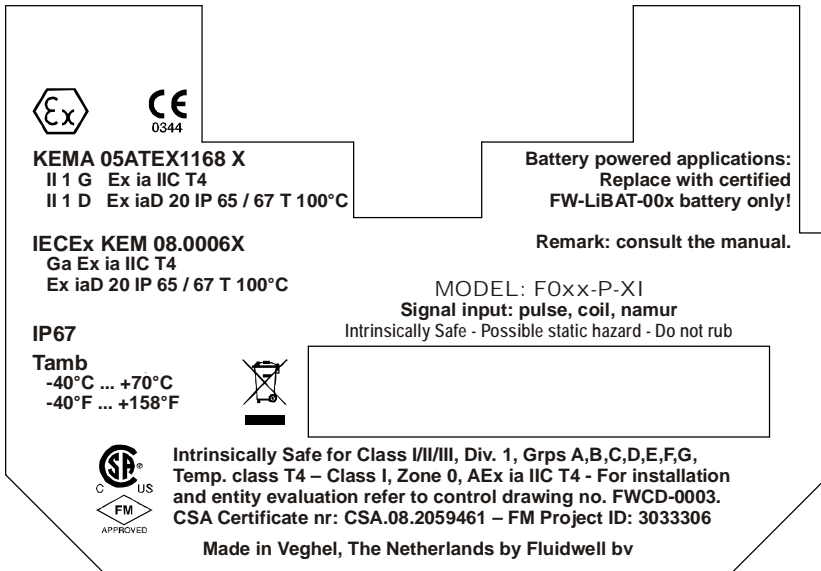 Ex
CE
0344
KEMA 05ATEX1168 X
II 1 G Ex ia IIC T4
II 1 D Ex iaD 20 IP 65 / 67 T 100°C
Battery powered applications:
Replace with certified
FW-LiBAT-00x battery only!
IECEx KEM 08.0006X
Ga Ex ia IIC T4
Ex iaD 20 IP 65 / 67 T 100°C
Remark: consult the manual.
MODEL: F0xx-P-XI
Signal input: pulse, coil, namur
Intrinsically Safe - Possible static hazard - Do not rub
IP67
Tamb
-40°C ... +70°C
-40°F ... +158°F
SA ®
C US
FM
APPROVED
Intrinsically Safe for Class I/II/III, Div. 1, Grps A,B,C,D,E,F,G,
Temp. class T4 – Class I, Zone 0, AEx ia IIC T4 - For installation
and entity evaluation refer to control drawing no. FWCD-0003.
CSA Certificate nr: CSA.08.2059461 – FM Project ID: 3033306
Made in Veghel, The Netherlands by Fluidwell bv